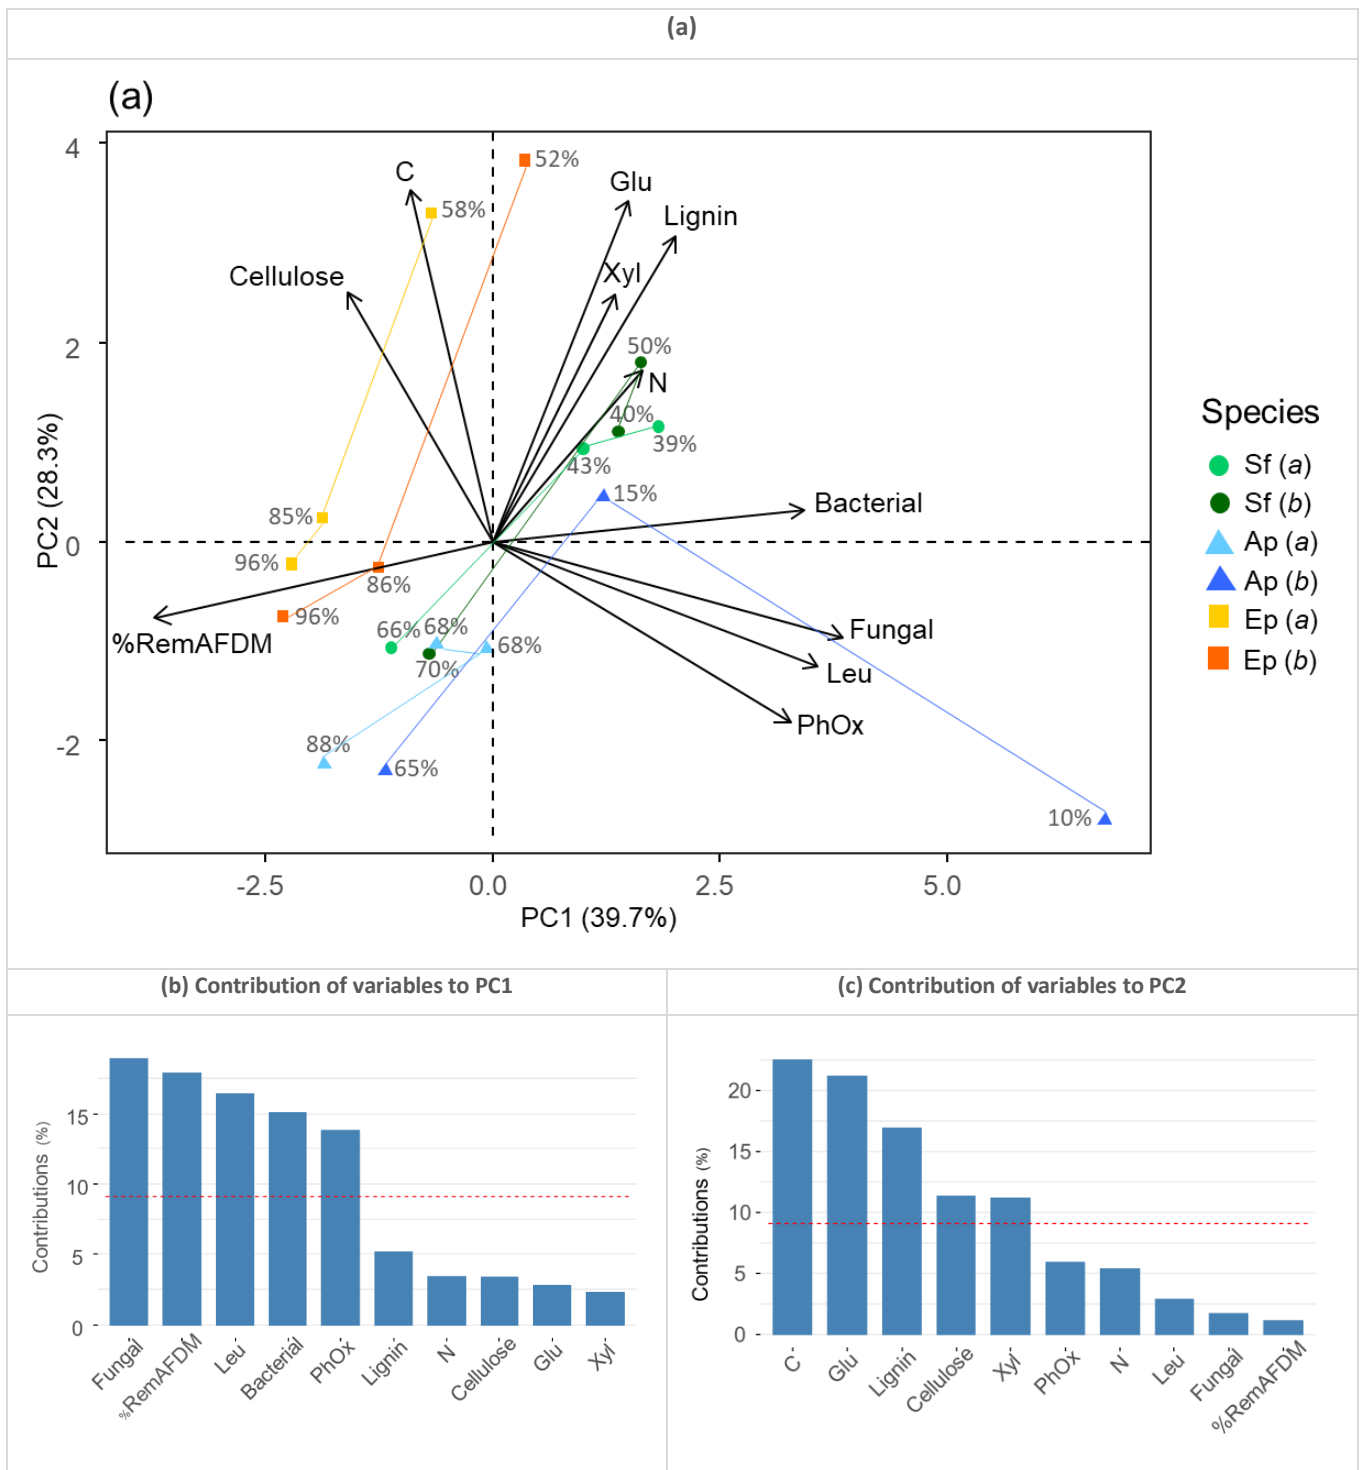 (a)
(a)
4
2
0
-2
PC2 (28.3%)
C
52%
Glu
58%
Lignin
Cellulose
Xyl
50%
N
40%
39%
43%
15%
Bacterial
85%
96%
86%
%RemAFDM
96%
66%
68%
68%
70%
Fungal
Leu
PhOx
88%
65%
10%
-2.5
0.0
2.5
5.0
PC1 (39.7%)
Species
Sf (a)
Sf (b)
Ap (a)
Ap (b)
Ep (a)
Ep (b)
(b) Contribution of variables to PC1
Contributions (%)
15
10
5
0
Fungal
%RemAFDM
Leu
Bacterial
PhOx
Lignin
N
Cellulose
Glu
Xyl
(c) Contribution of variables to PC2
Contributions (%)
20
15
10
5
0
C
Glu
Lignin
Cellulose
Xyl
PhOx
N
Leu
Fungal
%RemAFDM